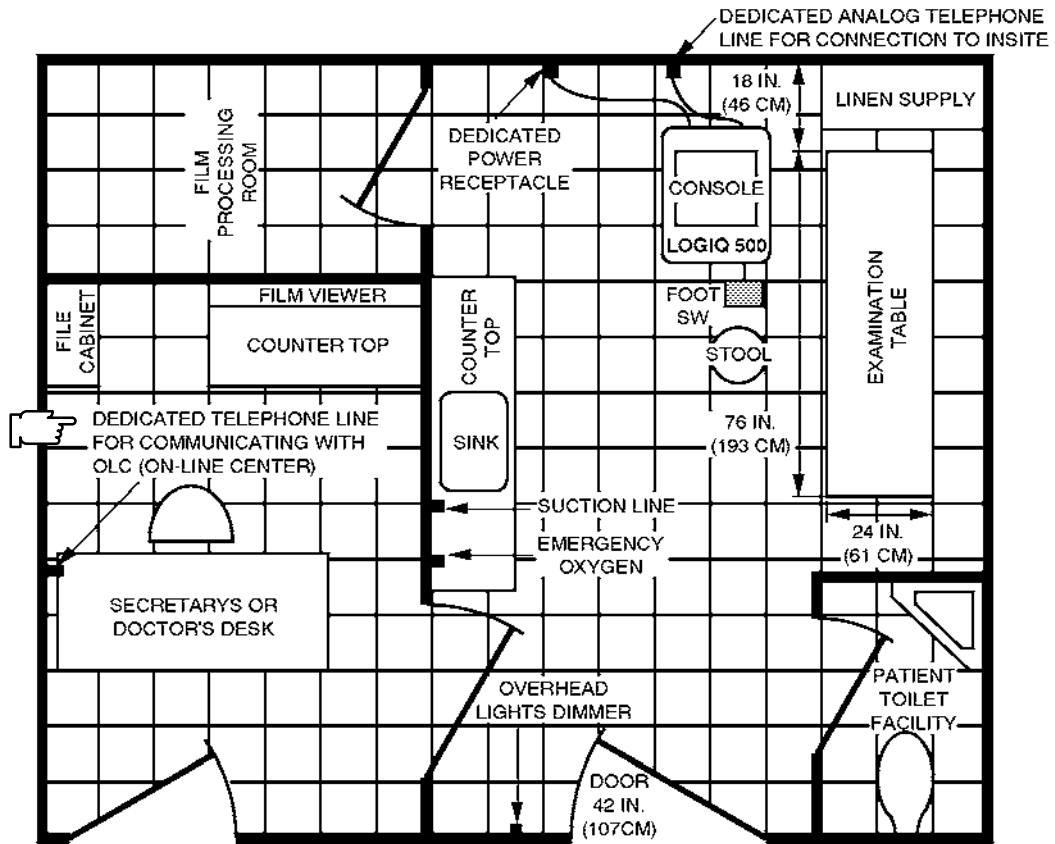 DEDICATED ANALOG TELEPHONE
LINE FOR CONNECTION TO INSITE
18 IN.
(46 CM)
LINEN SUPPLY
DEDICATED
POWER
RECEPTACLE
FILM
PROCESSING
ROOM
CONSOLE
LOGIQ 500
FOOT
SW
STOOL
EXAMINATION
TABLE
FILE
CABINET
FILM VIEWER
COUNTER TOP
COUNTER
TOP
SINK
76 IN.
(193 CM)
DEDICATED TELEPHONE LINE
FOR COMMUNICATING WITH
OLC (ON-LINE CENTER)
SUCTION LINE
EMERGENCY
OXYGEN
24 IN.
(61 CM)
SECRETARYS OR
DOCTOR'S DESK
OVERHEAD
LIGHTS DIMMER
PATIENT
TOILET
FACILITY
DOOR
42 IN.
(107CM)